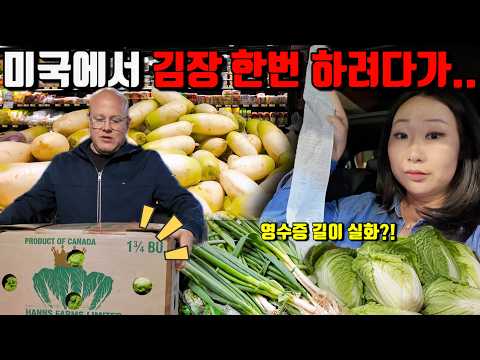 미국에서 김장 한번 하려다가..
영수증 길이 실화?!
PRODUCT OF CANADA
1¾ BU.
HANNS FARMS LIMITED